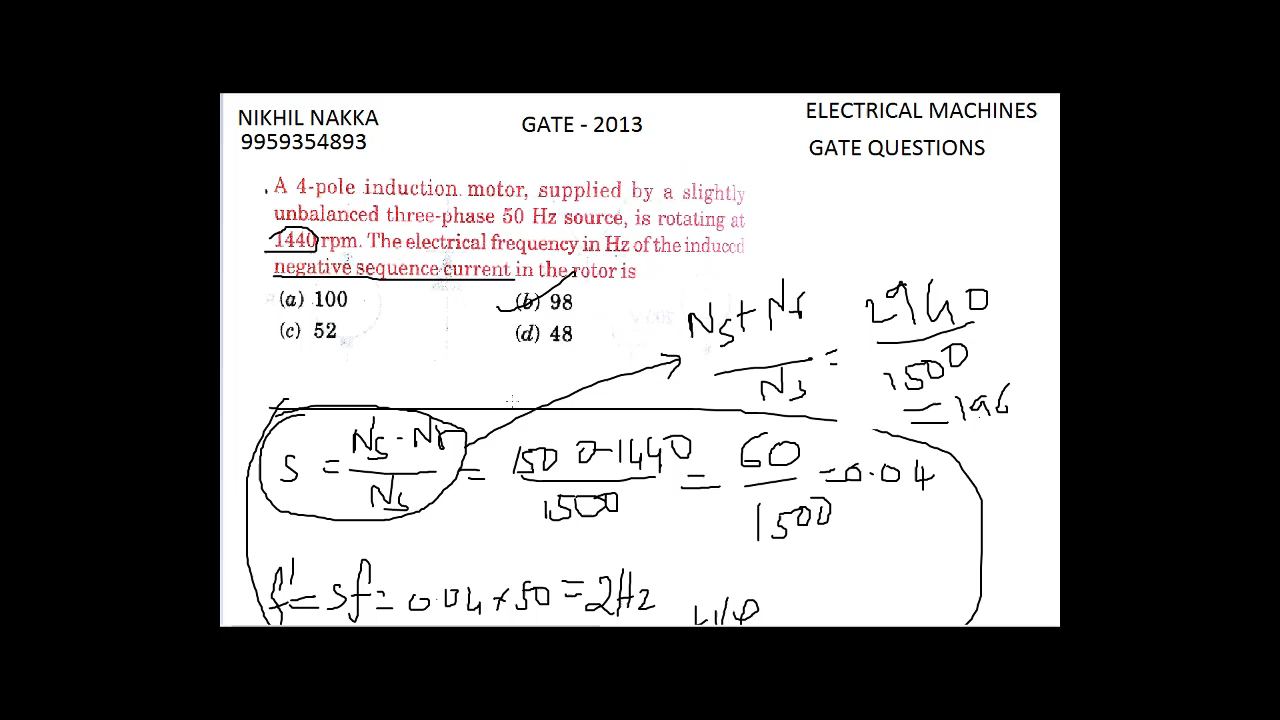 NIKHIL NAKKA
9959354893
GATE - 2013
ELECTRICAL MACHINES
GATE QUESTIONS
A 4-pole induction motor, supplied by a slightly
unbalanced three-phase 50 Hz source, is rotating at
1440 rpm. The electrical frequency in Hz of the induced
negative sequence current in the rotor is
(a) 100 (b) 98
(c) 52 (d) 48
Ns + Nr / Ns = 2940 / 1500
= 1.96
S = Ns - Nr / Ns = 1500 - 1440 / 1500 = 60 / 1500 = 0.04
f' = sf = 0.04 × 50 = 2Hz